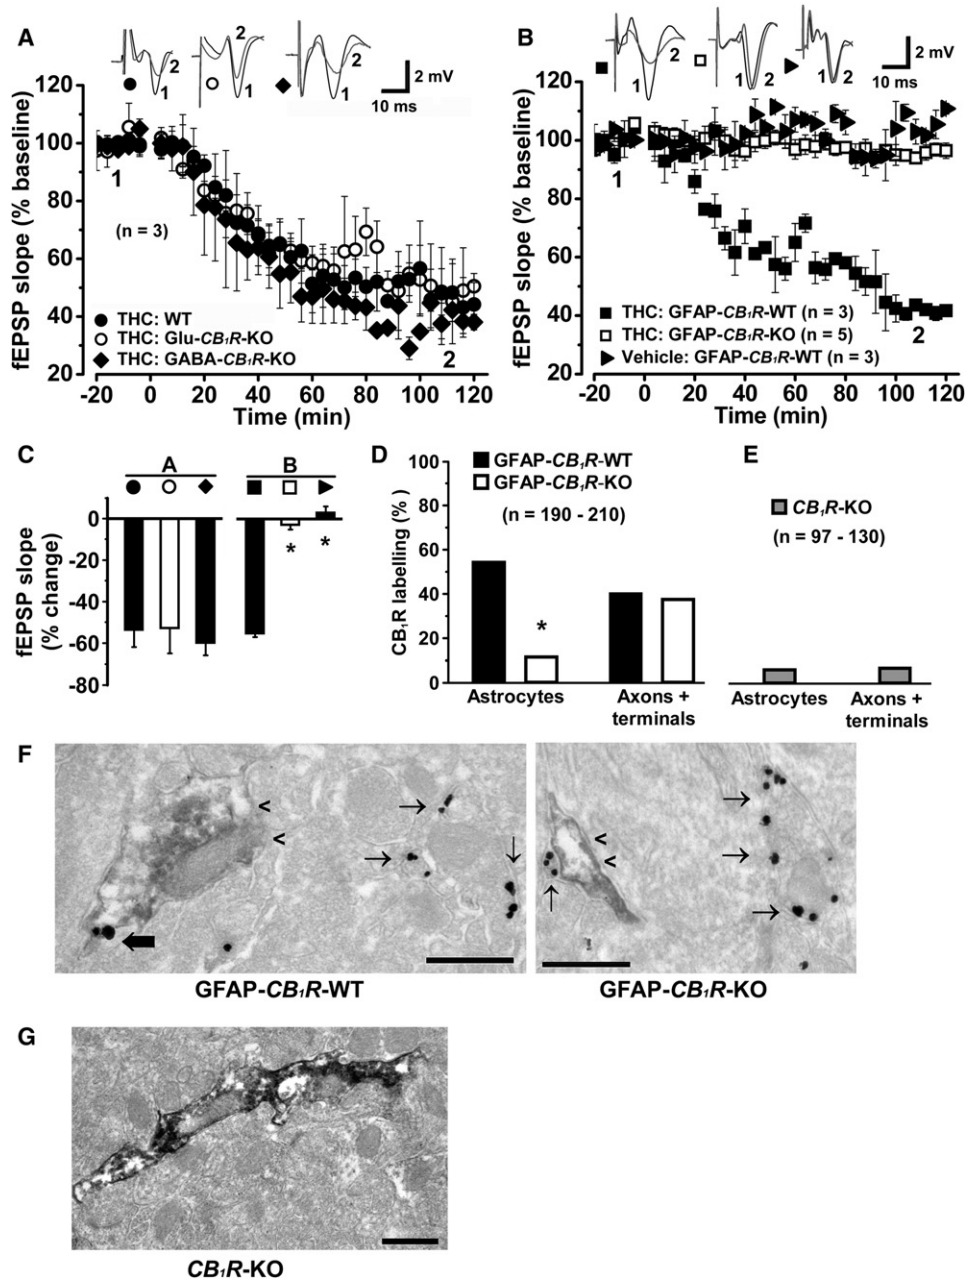 A
2
1
2
1
2
1
2 mV
10 ms
120
100
80
60
40
20
fEPSP slope (% baseline)
1
(n = 3)
THC: WT
THC: Glu-CB₁R-KO
THC: GABA-CB₁R-KO
2
-20 0 20 40 60 80 100 120
Time (min)
B
2
1
1 2
1 2
2 mV
10 ms
120
100
80
60
40
20
fEPSP slope (% baseline)
1
THC: GFAP-CB₁R-WT (n = 3)
THC: GFAP-CB₁R-KO (n = 5)
Vehicle: GFAP-CB₁R-WT (n = 3)
2
-20 0 20 40 60 80 100 120
Time (min)
C
A B
0
-20
-40
-60
-80
fEPSP slope
(% change)
* *
D
100
80
60
40
20
0
CB₁R labelling (%)
GFAP-CB₁R-WT
GFAP-CB₁R-KO
(n = 190 - 210)
*
Astrocytes
Axons +
terminals
E
CB₁R-KO
(n = 97 - 130)
Astrocytes
Axons +
terminals
F
GFAP-CB₁R-WT
GFAP-CB₁R-KO
G
CB₁R-KO